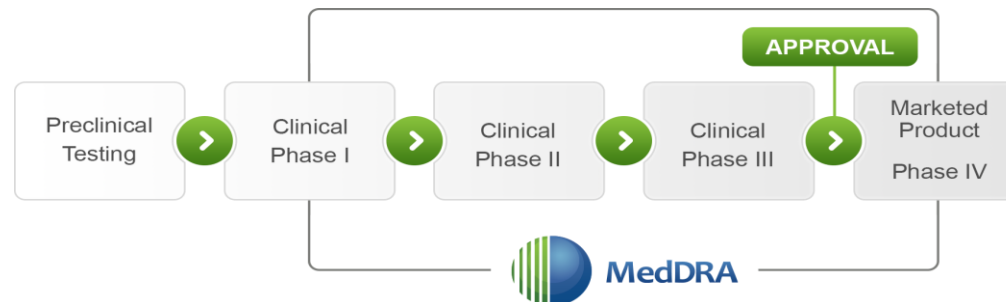 APPROVAL
Preclinical
Testing
Clinical
Phase I
Clinical
Phase II
Clinical
Phase III
Marketed
Product
Phase IV
MedDRA